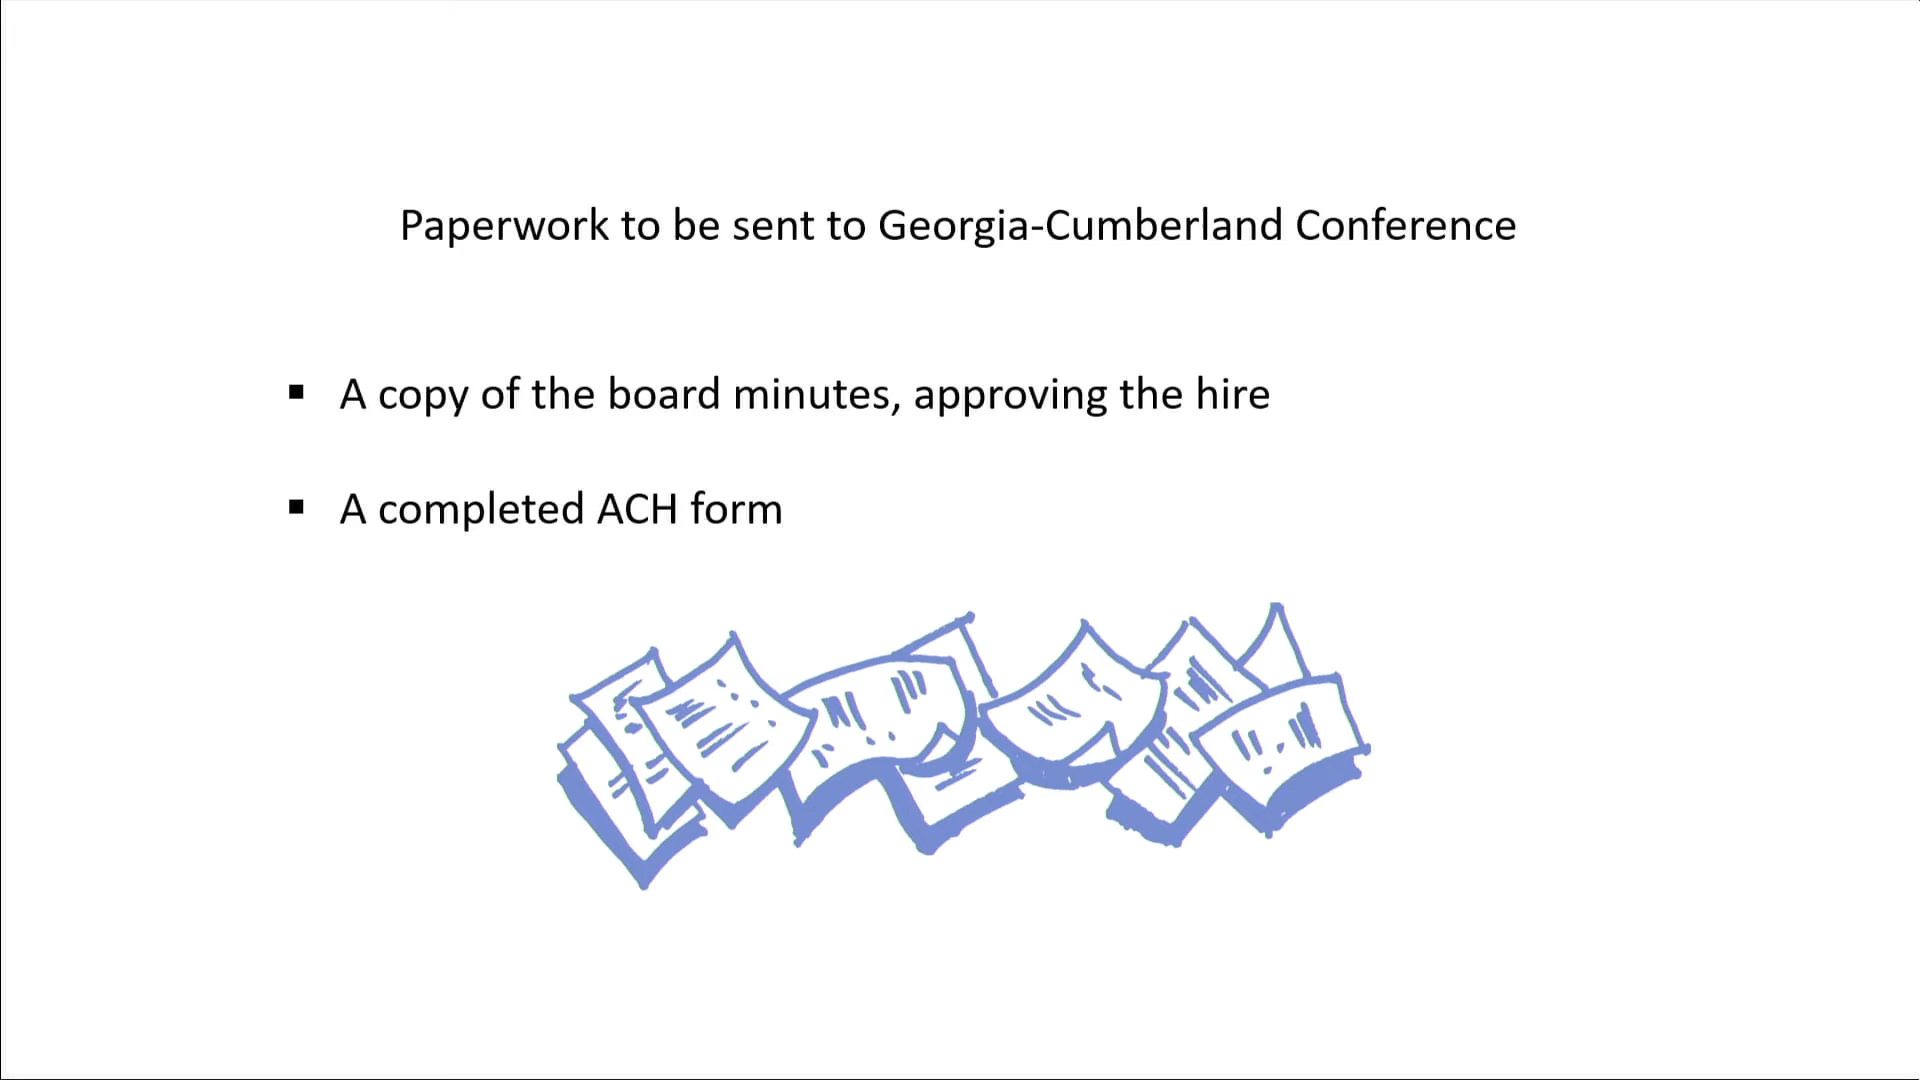 Paperwork to be sent to Georgia-Cumberland Conference
▪ A copy of the board minutes, approving the hire
▪ A completed ACH form